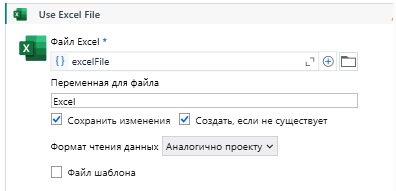 Use Excel File
Файл Excel *
{ } excelFile
Переменная для файла
Excel
Сохранить изменения Создать, если не существует
Формат чтения данных Аналогично проекту
Файл шаблона